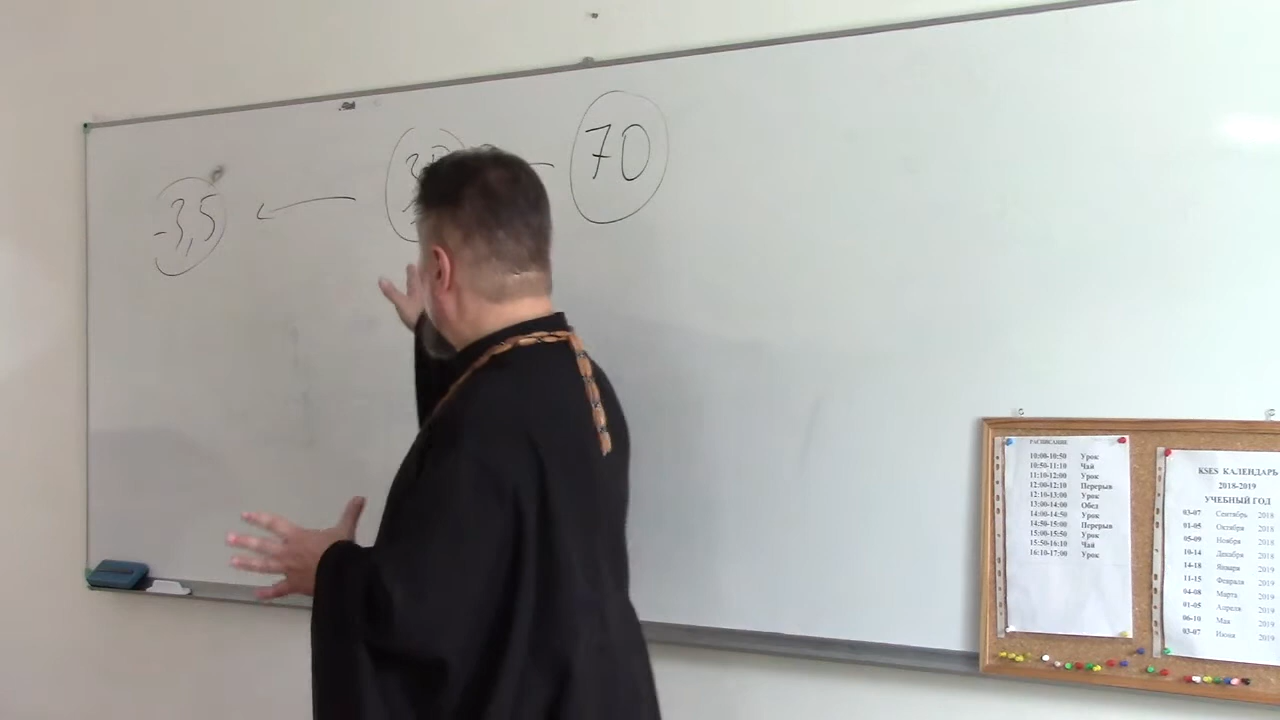 -3,5
70
РАСПИСАНИЕ
10:00-10:50 Урок
10:50-11:10 Чай
11:10-12:00 Урок
12:00-12:10 Перерыв
12:10-13:00 Урок
13:00-14:00 Обед
14:00-14:50 Урок
14:50-15:00 Перерыв
15:00-15:50 Урок
15:50-16:10 Чай
16:10-17:00 Урок
KSES КАЛЕНДАРЬ
2018-2019
УЧЕБНЫЙ ГОД
03-07 Сентябрь 2018
01-05 Октября 2018
05-09 Ноября 2018
10-14 Декабря 2018
14-18 Января 2019
11-15 Февраля 2019
04-08 Марта 2019
01-05 Апреля 2019
06-10 Мая 2019
03-07 Июня 2019